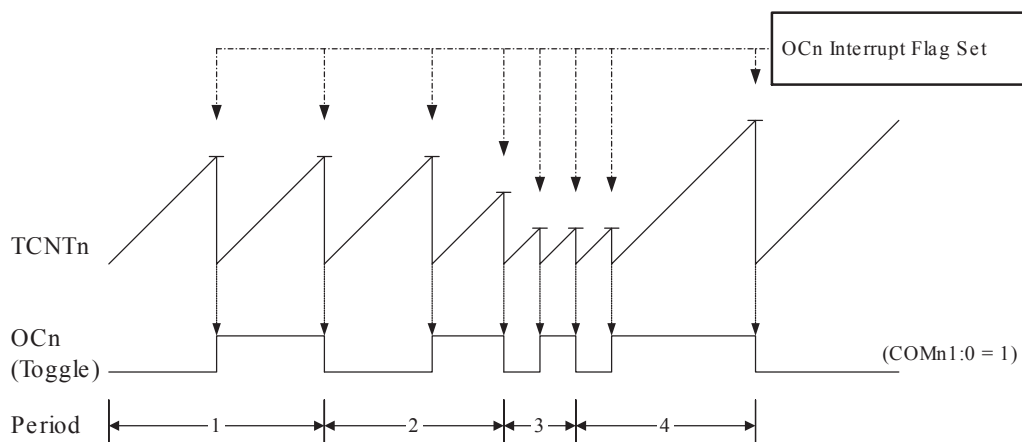 OCn Interrupt Flag Set
TCNTn
OCn
(Toggle)
(COMn1:0 = 1)
Period
1
2
3
4